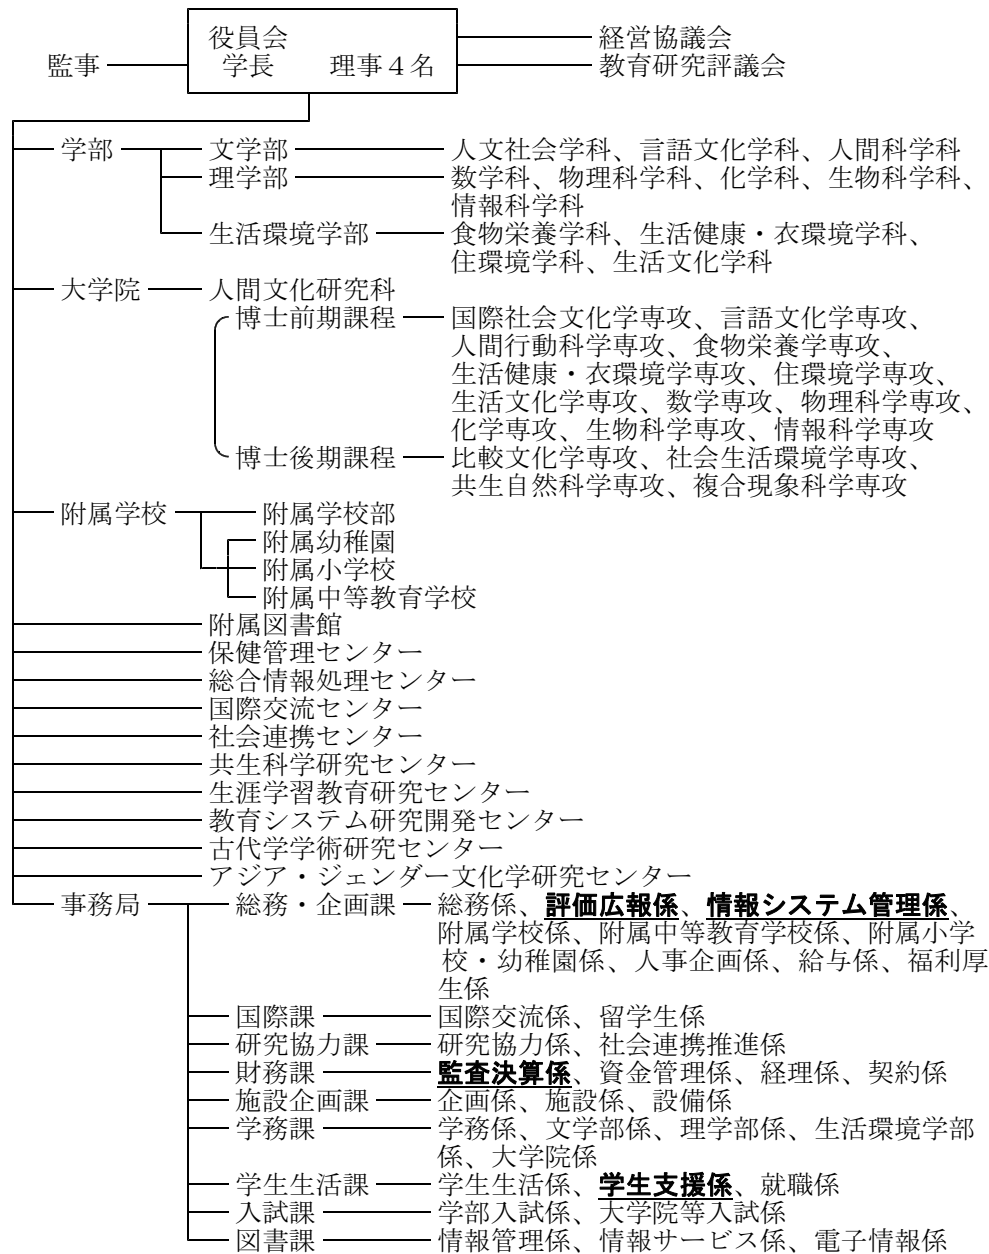 役員会
学長 理事４名
監事
経営協議会
教育研究評議会
学部 文学部 人文社会学科、言語文化学科、人間科学科
理学部 数学科、物理科学科、化学科、生物科学科、
情報科学科
生活環境学部 食物栄養学科、生活健康・衣環境学科、
住環境学科、生活文化学科
大学院 人間文化研究科
博士前期課程 国際社会文化学専攻、言語文化学専攻、
人間行動科学専攻、食物栄養学専攻、
生活健康・衣環境学専攻、住環境学専攻、
生活文化学専攻、数学専攻、物理科学専攻、
化学専攻、生物科学専攻、情報科学専攻
博士後期課程 比較文化学専攻、社会生活環境学専攻、
共生自然科学専攻、複合現象科学専攻
附属学校 附属学校部
附属幼稚園
附属小学校
附属中等教育学校
附属図書館
保健管理センター
総合情報処理センター
国際交流センター
社会連携センター
共生科学研究センター
生涯学習教育研究センター
教育システム研究開発センター
古代学学術研究センター
アジア・ジェンダー文化学研究センター
事務局 総務・企画課 総務係、評価広報係、情報システム管理係、
附属学校係、附属中等教育学校係、附属小学
校・幼稚園係、人事企画係、給与係、福利厚
生係
国際課 国際交流係、留学生係
研究協力課 研究協力係、社会連携推進係
財務課 監査決算係、資金管理係、経理係、契約係
施設企画課 企画係、施設係、設備係
学務課 学務係、文学部係、理学部係、生活環境学部
係、大学院係
学生生活課 学生生活係、学生支援係、就職係
入試課 学部入試係、大学院等入試係
図書課 情報管理係、情報サービス係、電子情報係